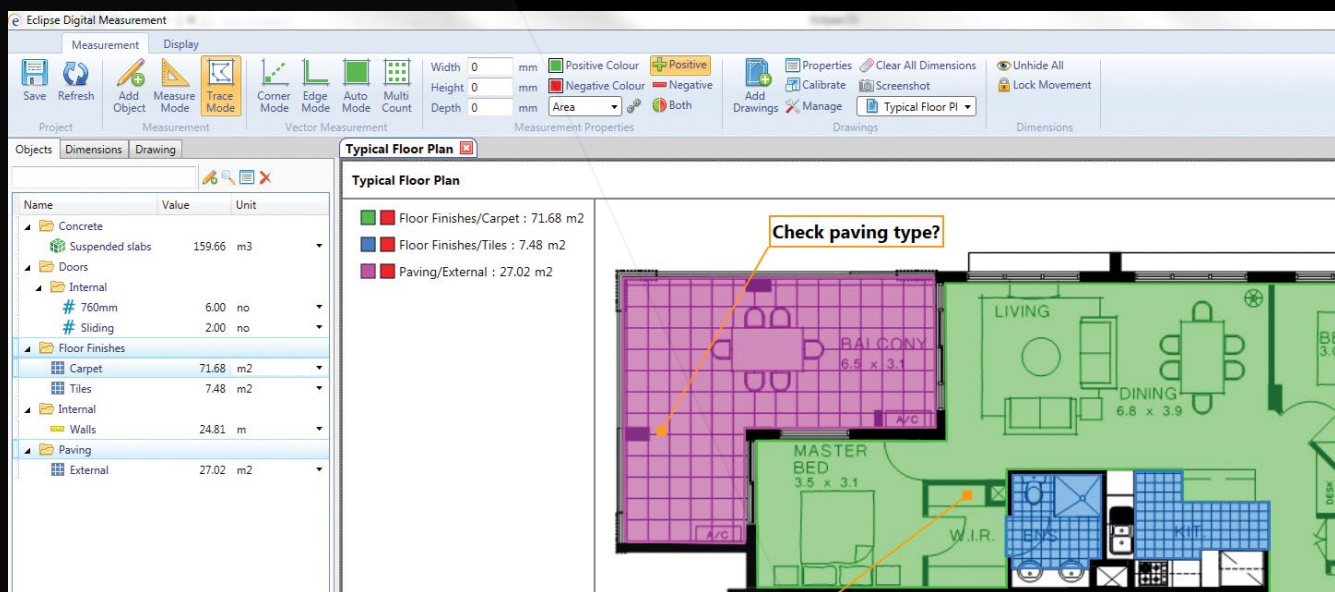 Eclipse Digital Measurement
Measurement Display
Save Refresh Add Object Measure Mode Trace Mode Corner Mode Edge Mode Auto Mode Multi Count
Width 0 mm Positive Colour Positive
Height 0 mm Negative Colour Negative
Depth 0 mm Area Both
Add Drawings
Properties Clear All Dimensions
Calibrate Screenshot
Manage Typical Floor Pl
Unhide All
Lock Movement
Project Measurement Vector Measurement Measurement Properties Drawings Dimensions
Objects Dimensions Drawing
Name Value Unit
Concrete
Suspended slabs 159.66 m3
Doors
Internal
# 760mm 6.00 no
# Sliding 2.00 no
Floor Finishes
Carpet 71.68 m2
Tiles 7.48 m2
Internal
Walls 24.81 m
Paving
External 27.02 m2
Typical Floor Plan
Typical Floor Plan
Floor Finishes/Carpet : 71.68 m2
Floor Finishes/Tiles : 7.48 m2
Paving/External : 27.02 m2
Check paving type?
BALCONY
6.5 x 3.1
A/C
A/C
LIVING
DINING
6.8 x 3.9
MASTER
BED
3.5 x 3.1
W.I.R.
ENS
KIT.
DESK